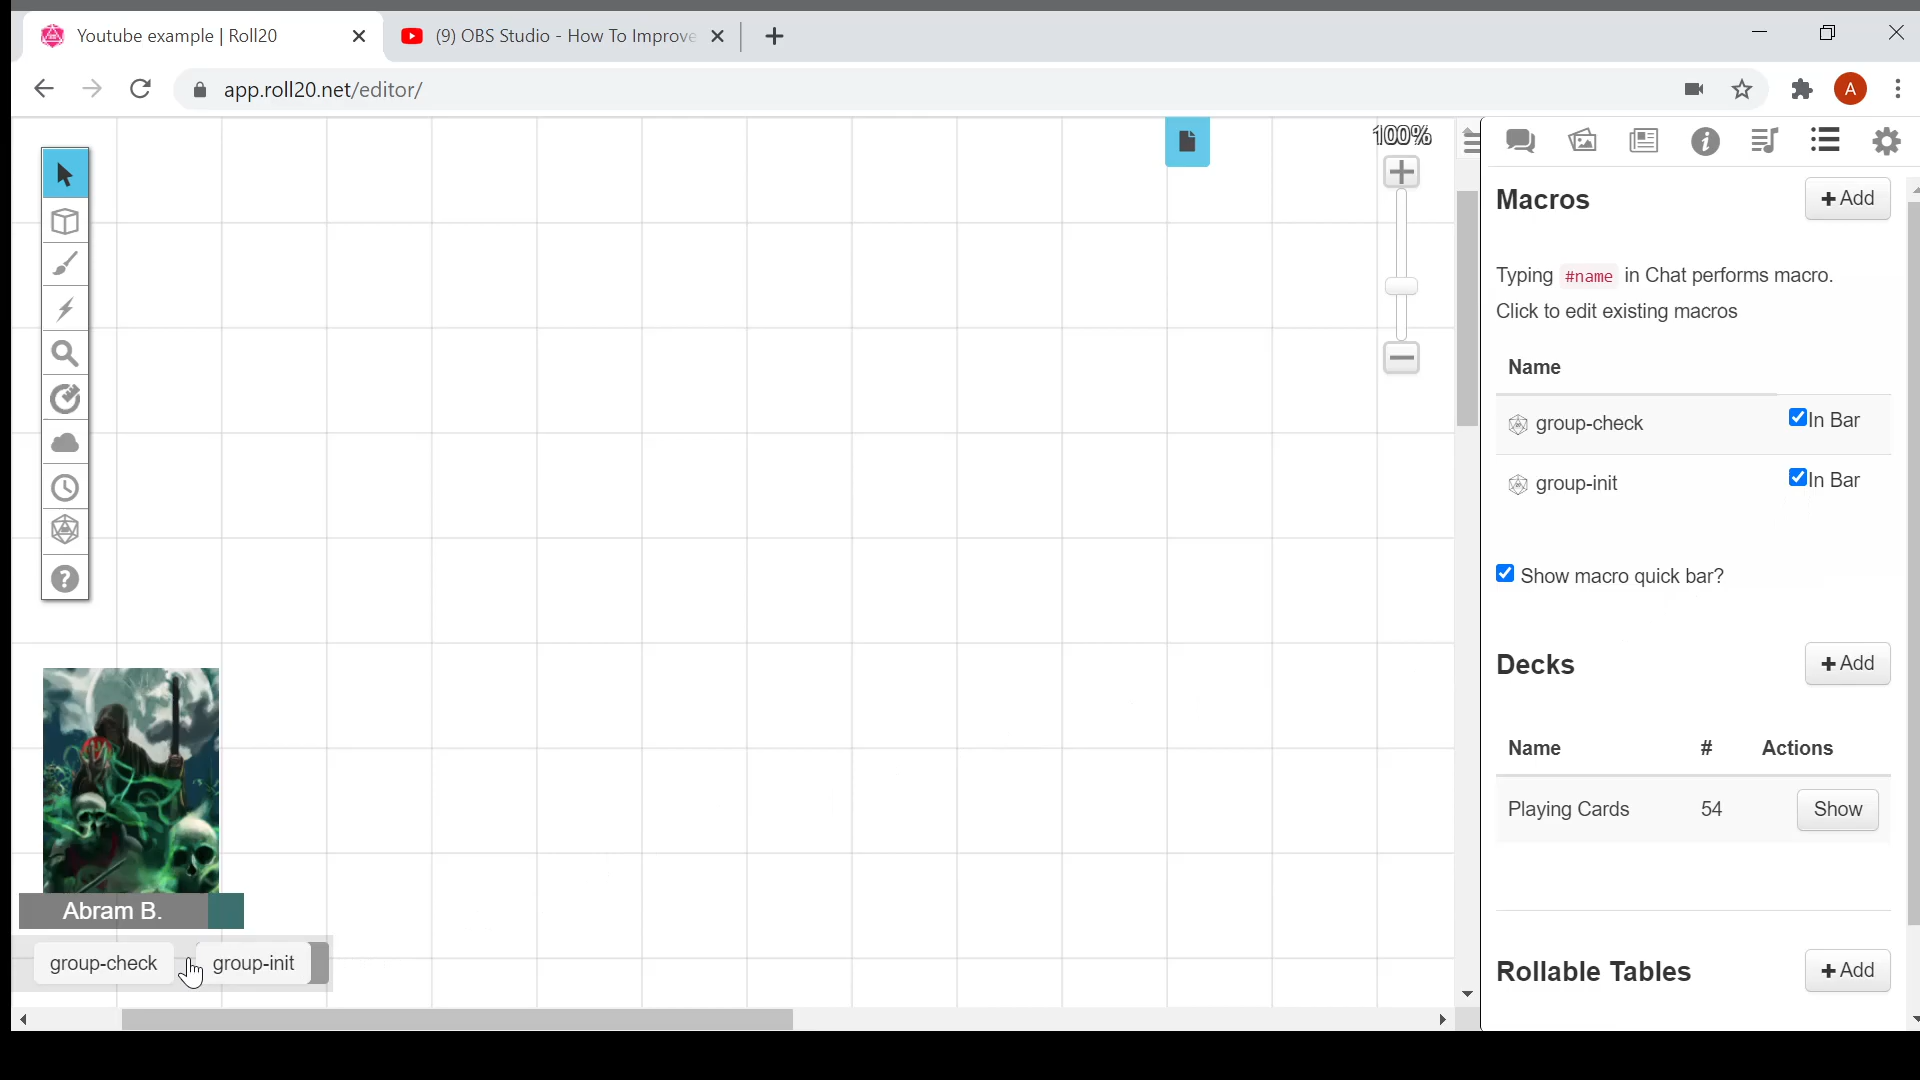 Youtube example | Roll20
(9) OBS Studio - How To Improve
app.roll20.net/editor/
A
100%
Macros
Add
Typing #name in Chat performs macro.
Click to edit existing macros
Name
group-check
In Bar
group-init
In Bar
Show macro quick bar?
Decks
Add
Name # Actions
Playing Cards 54 Show
Rollable Tables
Add
Abram B.
group-check
group-init